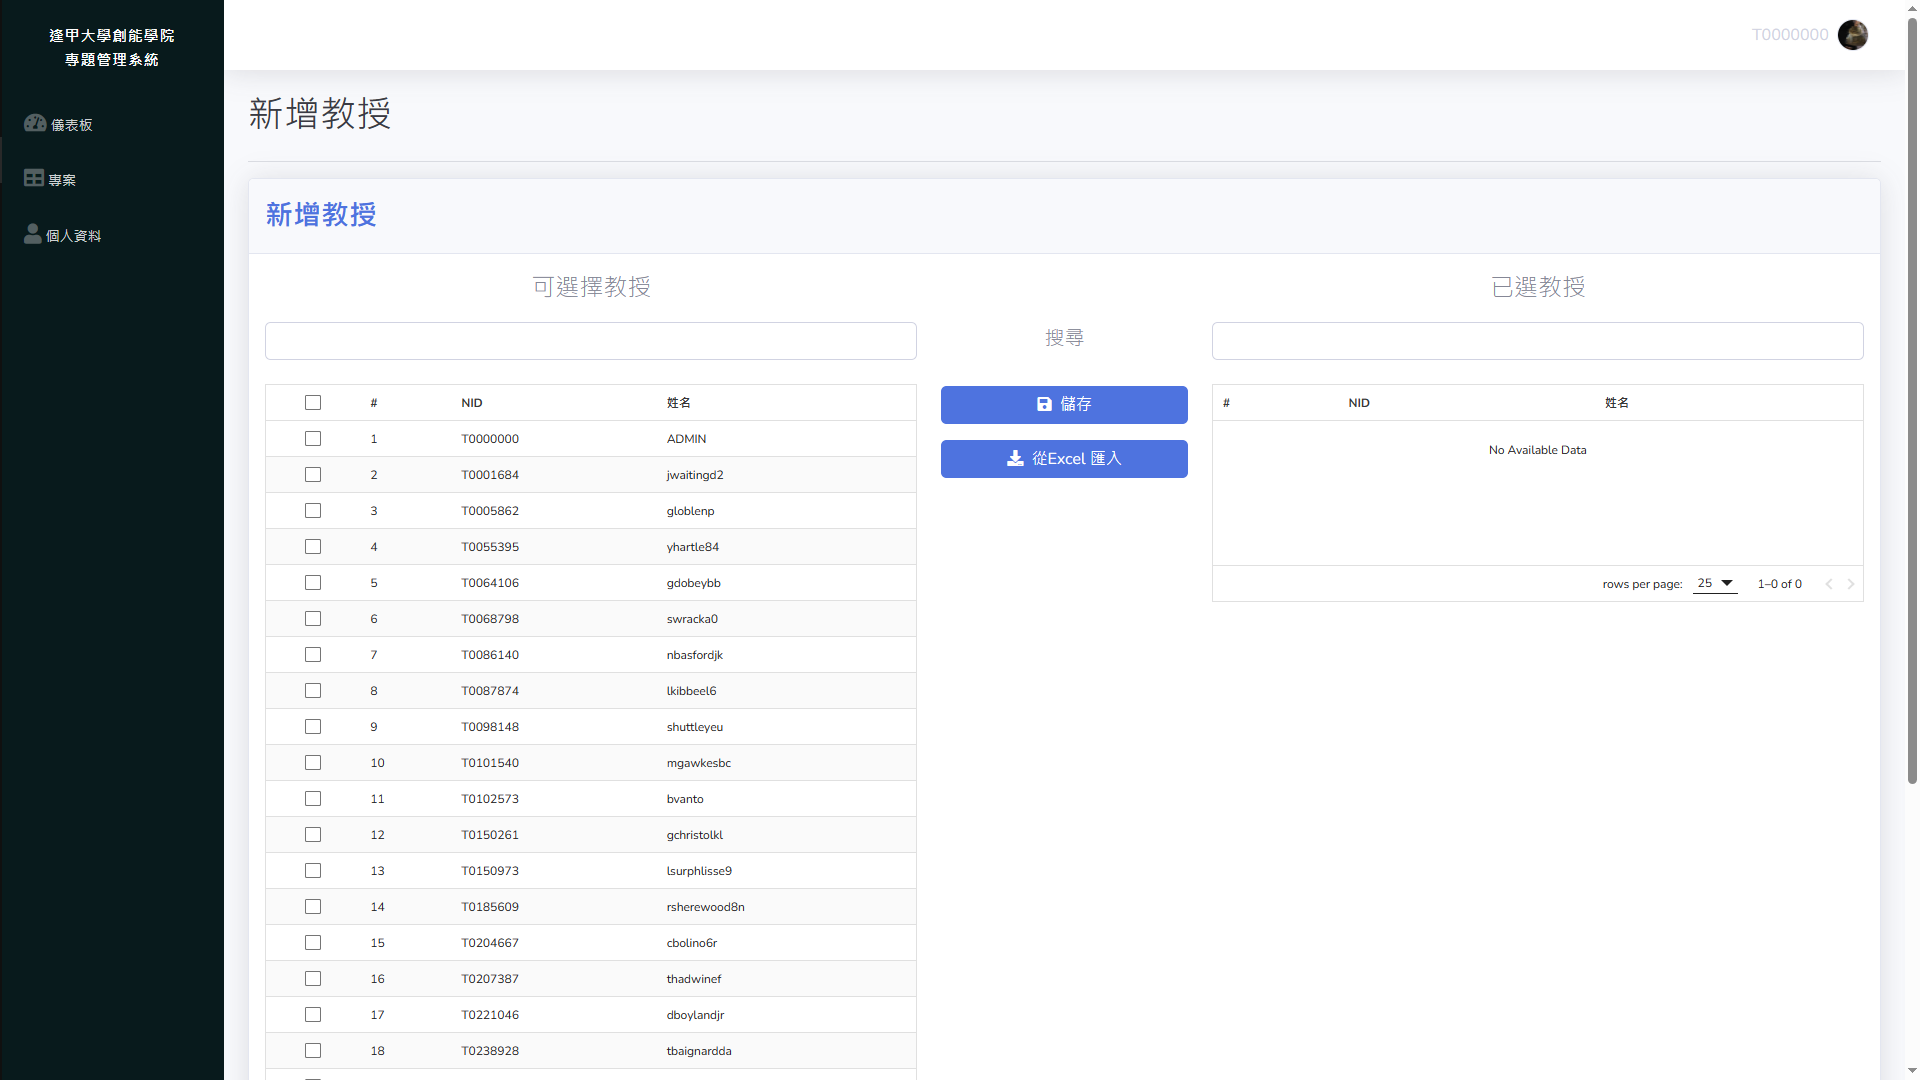 逢甲大學創能學院
專題管理系統
儀表板
專案
個人資料
T0000000
新增教授
新增教授
可選擇教授
搜尋
已選教授
# NID 姓名
1 T0000000 ADMIN
2 T0001684 jwaitingd2
3 T0005862 globlenp
4 T0055395 yhartle84
5 T0064106 gdobeybb
6 T0068798 swracka0
7 T0086140 nbasfordjk
8 T0087874 lkibbeel6
9 T0098148 shuttleyeu
10 T0101540 mgawkesbc
11 T0102573 bvanto
12 T0150261 gchristolkl
13 T0150973 lsurphlisse9
14 T0185609 rsherewood8n
15 T0204667 cbolino6r
16 T0207387 thadwinef
17 T0221046 dboylandjr
18 T0238928 tbaignardda
儲存
從Excel 匯入
# NID 姓名
No Available Data
rows per page: 25 1–0 of 0